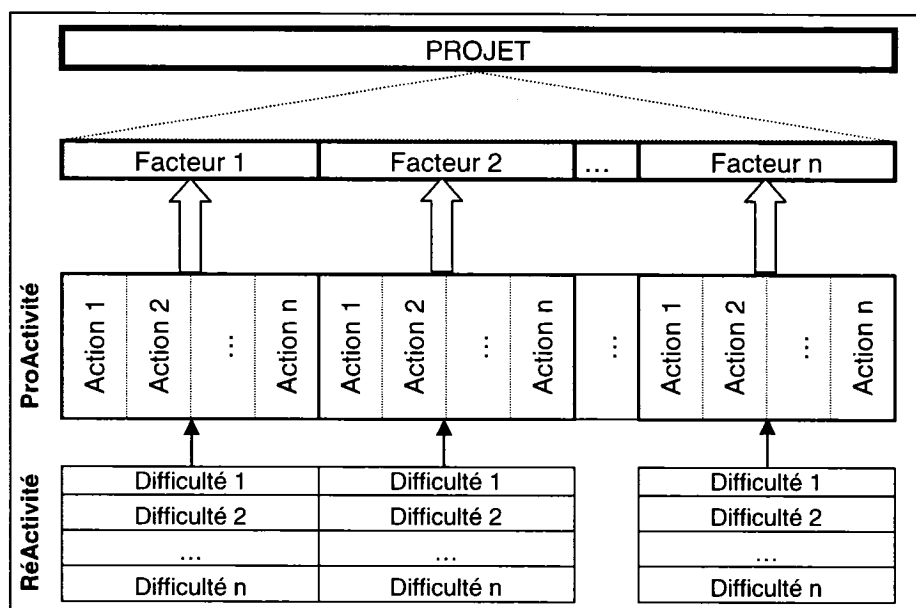 PROJET
Facteur 1 Facteur 2 ... Facteur n
ProActivité
Action 1 Action 2 ... Action n Action 1 Action 2 ... Action n ... Action 1 Action 2 ... Action n
RéActivité
Difficulté 1 Difficulté 1 Difficulté 1
Difficulté 2 Difficulté 2 Difficulté 2
... ... ...
Difficulté n Difficulté n Difficulté n